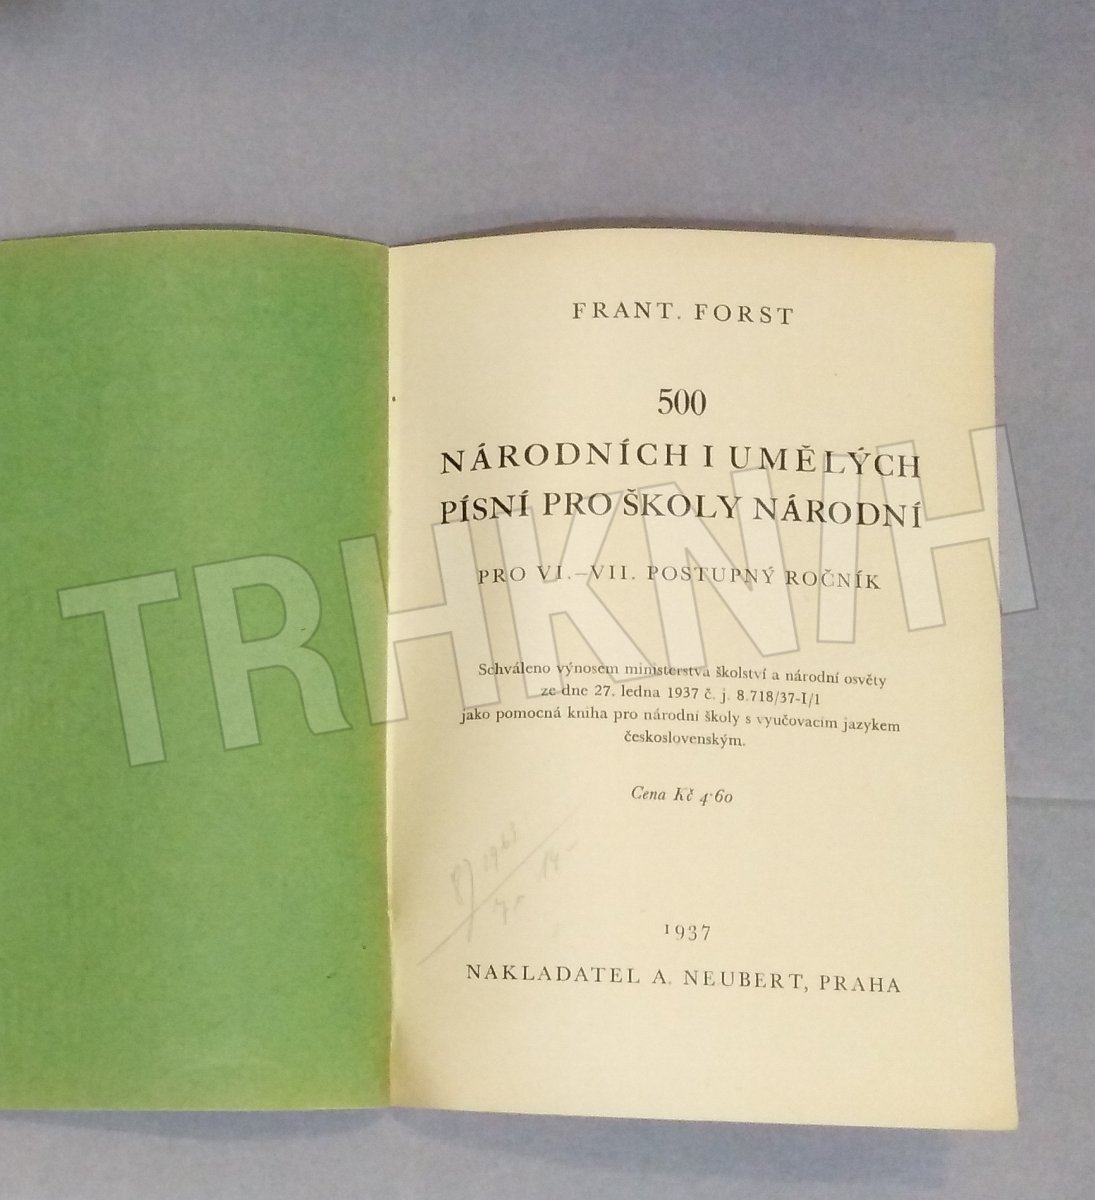 FRANT. FORST
500
NÁRODNÍCH I UMĚLÝCH
PÍSNÍ PRO ŠKOLY NÁRODNÍ
PRO VI.–VII. POSTUPNÝ ROČNÍK
Schváleno výnosem ministerstva školství a národní osvěty
ze dne 27. ledna 1937 č. j. 8.718/37-I/1
jako pomocná kniha pro národní školy s vyučovacím jazykem
československým.
Cena Kč 4·60
1937
NAKLADATEL A. NEUBERT, PRAHA
TRHKNIH